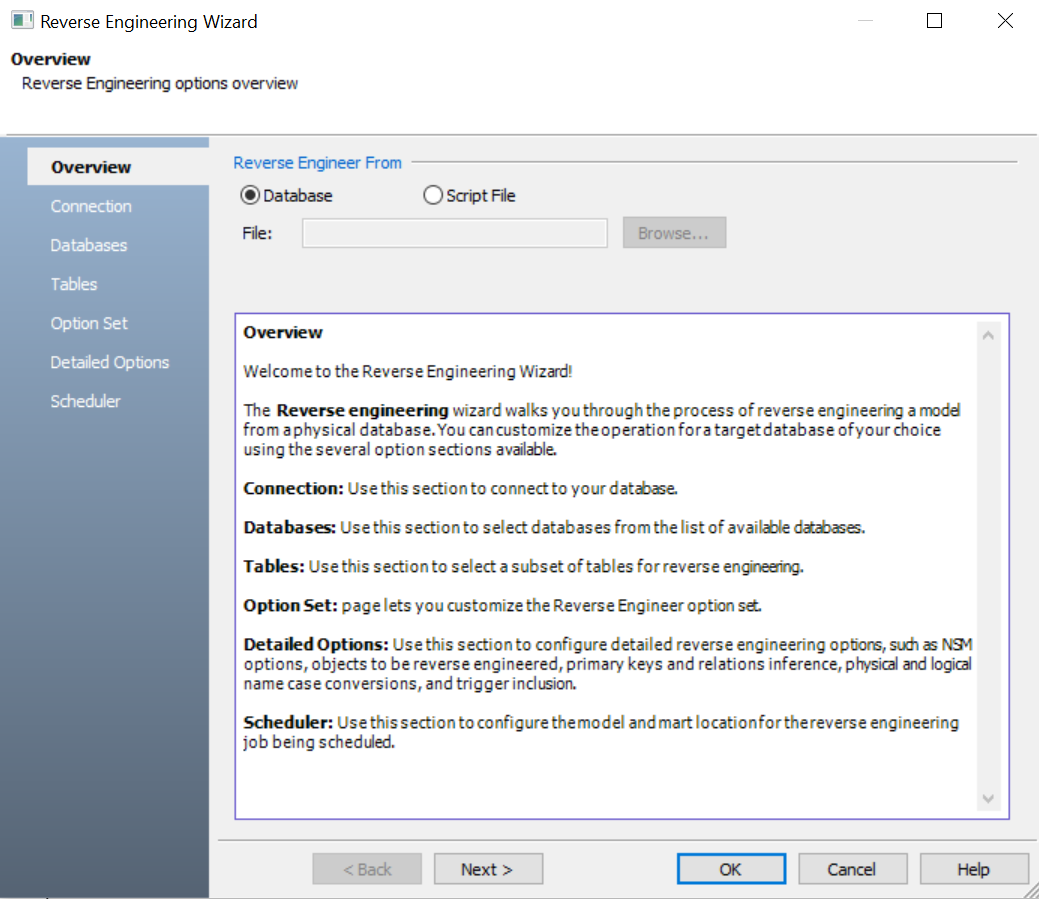 Reverse Engineering Wizard
Overview
Reverse Engineering options overview
Overview
Connection
Databases
Tables
Option Set
Detailed Options
Scheduler
Reverse Engineer From
Database
Script File
File:
Browse...
Overview
Welcome to the Reverse Engineering Wizard!
The Reverse engineering wizard walks you through the process of reverse engineering a model
from a physical database. You can customize the operation for a target database of your choice
using the several option sections available.
Connection: Use this section to connect to your database.
Databases: Use this section to select databases from the list of available databases.
Tables: Use this section to select a subset of tables for reverse engineering.
Option Set: page lets you customize the Reverse Engineer option set.
Detailed Options: Use this section to configure detailed reverse engineering options, such as NSM
options, objects to be reverse engineered, primary keys and relations inference, physical and logical
name case conversions, and trigger inclusion.
Scheduler: Use this section to configure the model and mart location for the reverse engineering
job being scheduled.
< Back
Next >
OK
Cancel
Help